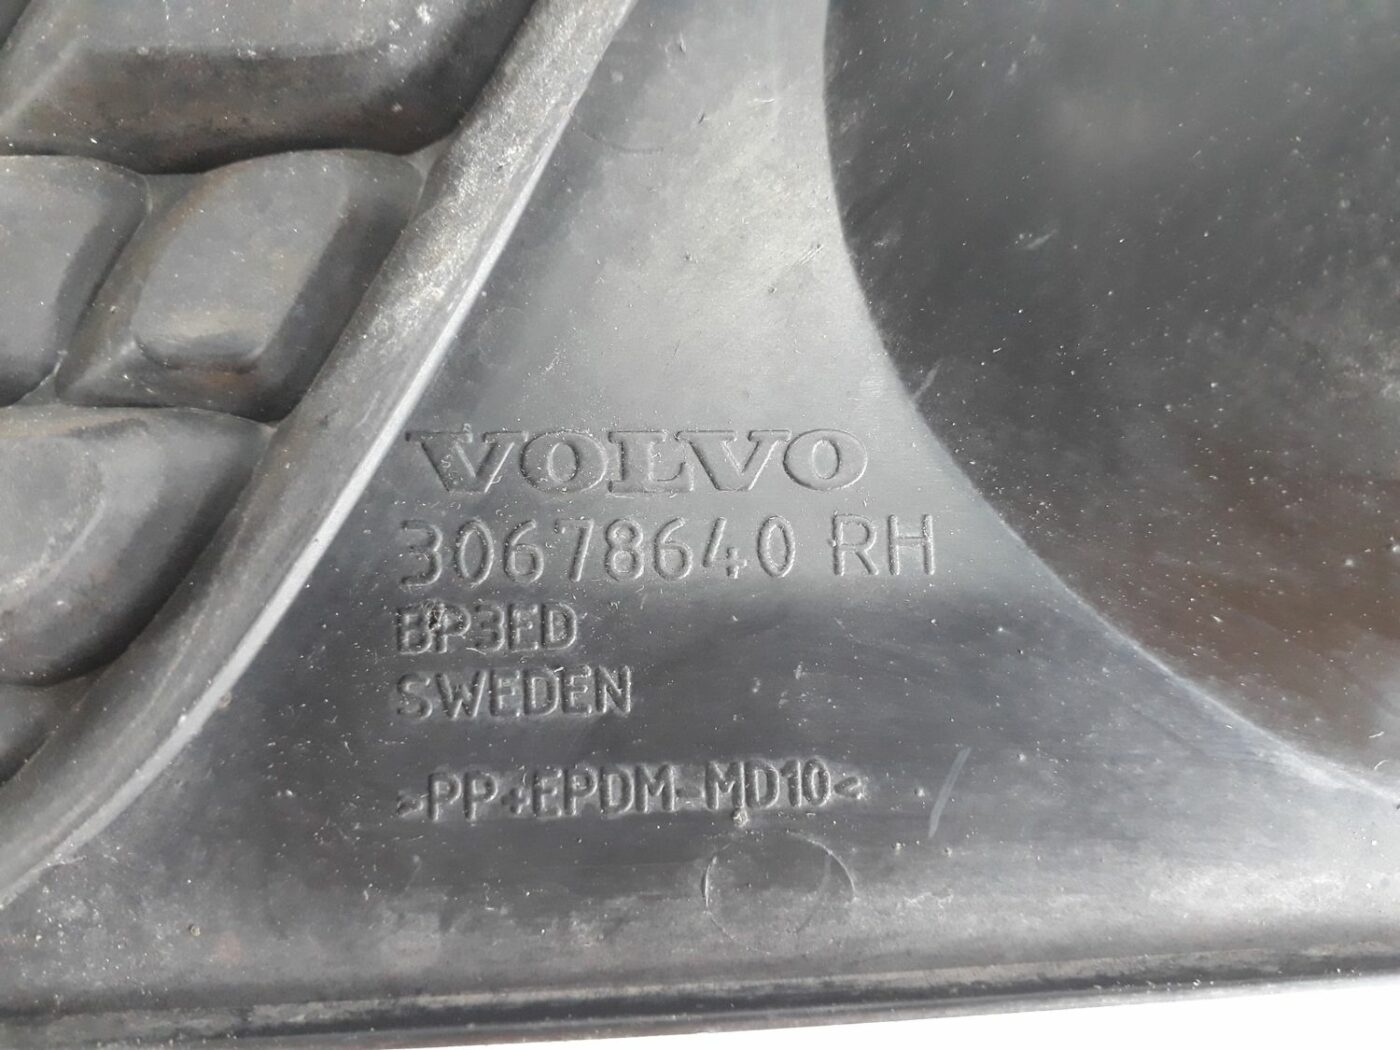 VOLVO
30678640 RH
BP3ED
SWEDEN
>PP+EPDM-MD10<